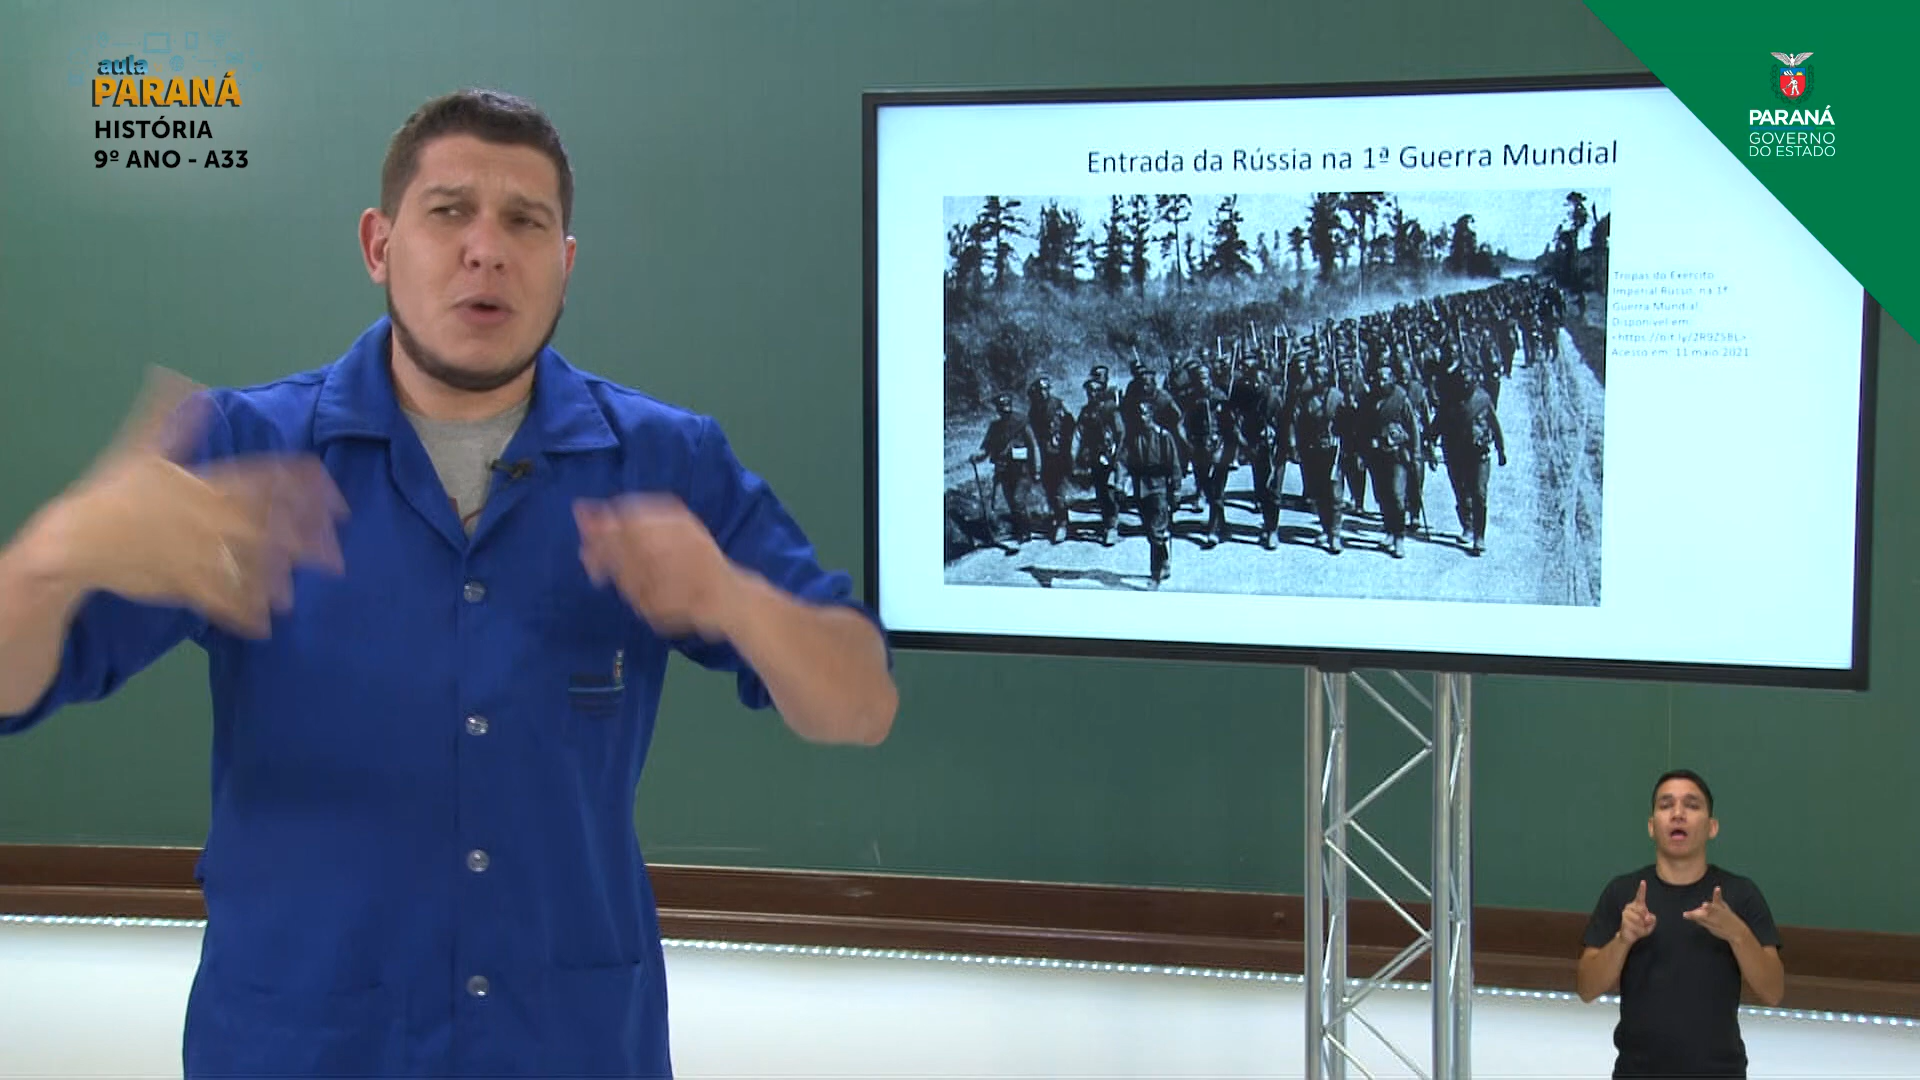 aula
PARANÁ
HISTÓRIA
9º ANO - A33
PARANÁ
GOVERNO
DO ESTADO
Entrada da Rússia na 1ª Guerra Mundial
Tropas do Exército
Imperial Russo na 1ª
Guerra Mundial.
Disponível em:
Acesso em: 11 maio 2021